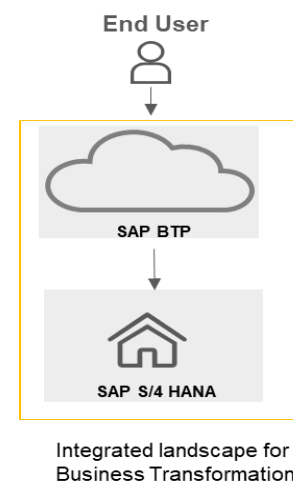 End User
SAP BTP
SAP S/4 HANA
Integrated landscape for
Business Transformation